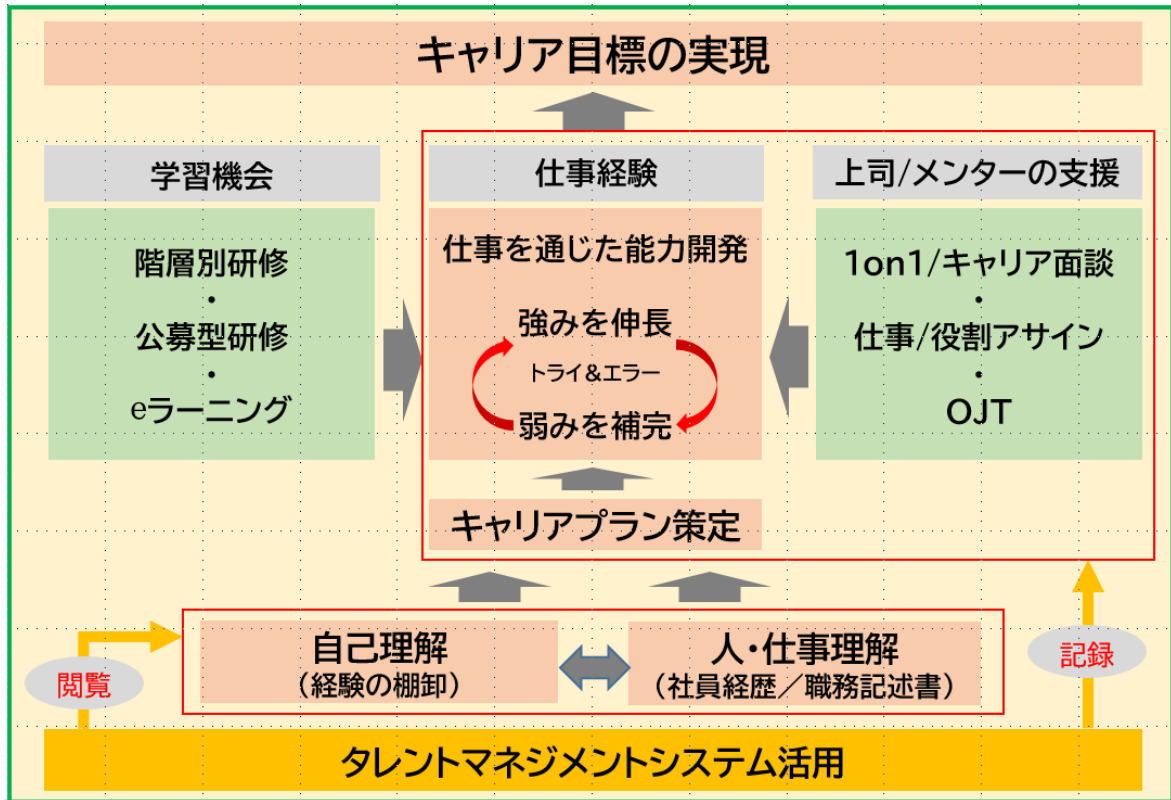 キャリア目標の実現
学習機会
階層別研修
・
公募型研修
・
eラーニング
仕事経験
仕事を通じた能力開発
強みを伸長
トライ&エラー
弱みを補完
キャリアプラン策定
上司/メンターの支援
1on1/キャリア面談
・
仕事/役割アサイン
・
OJT
自己理解
（経験の棚卸）
人・仕事理解
（社員経歴／職務記述書）
閲覧
記録
タレントマネジメントシステム活用